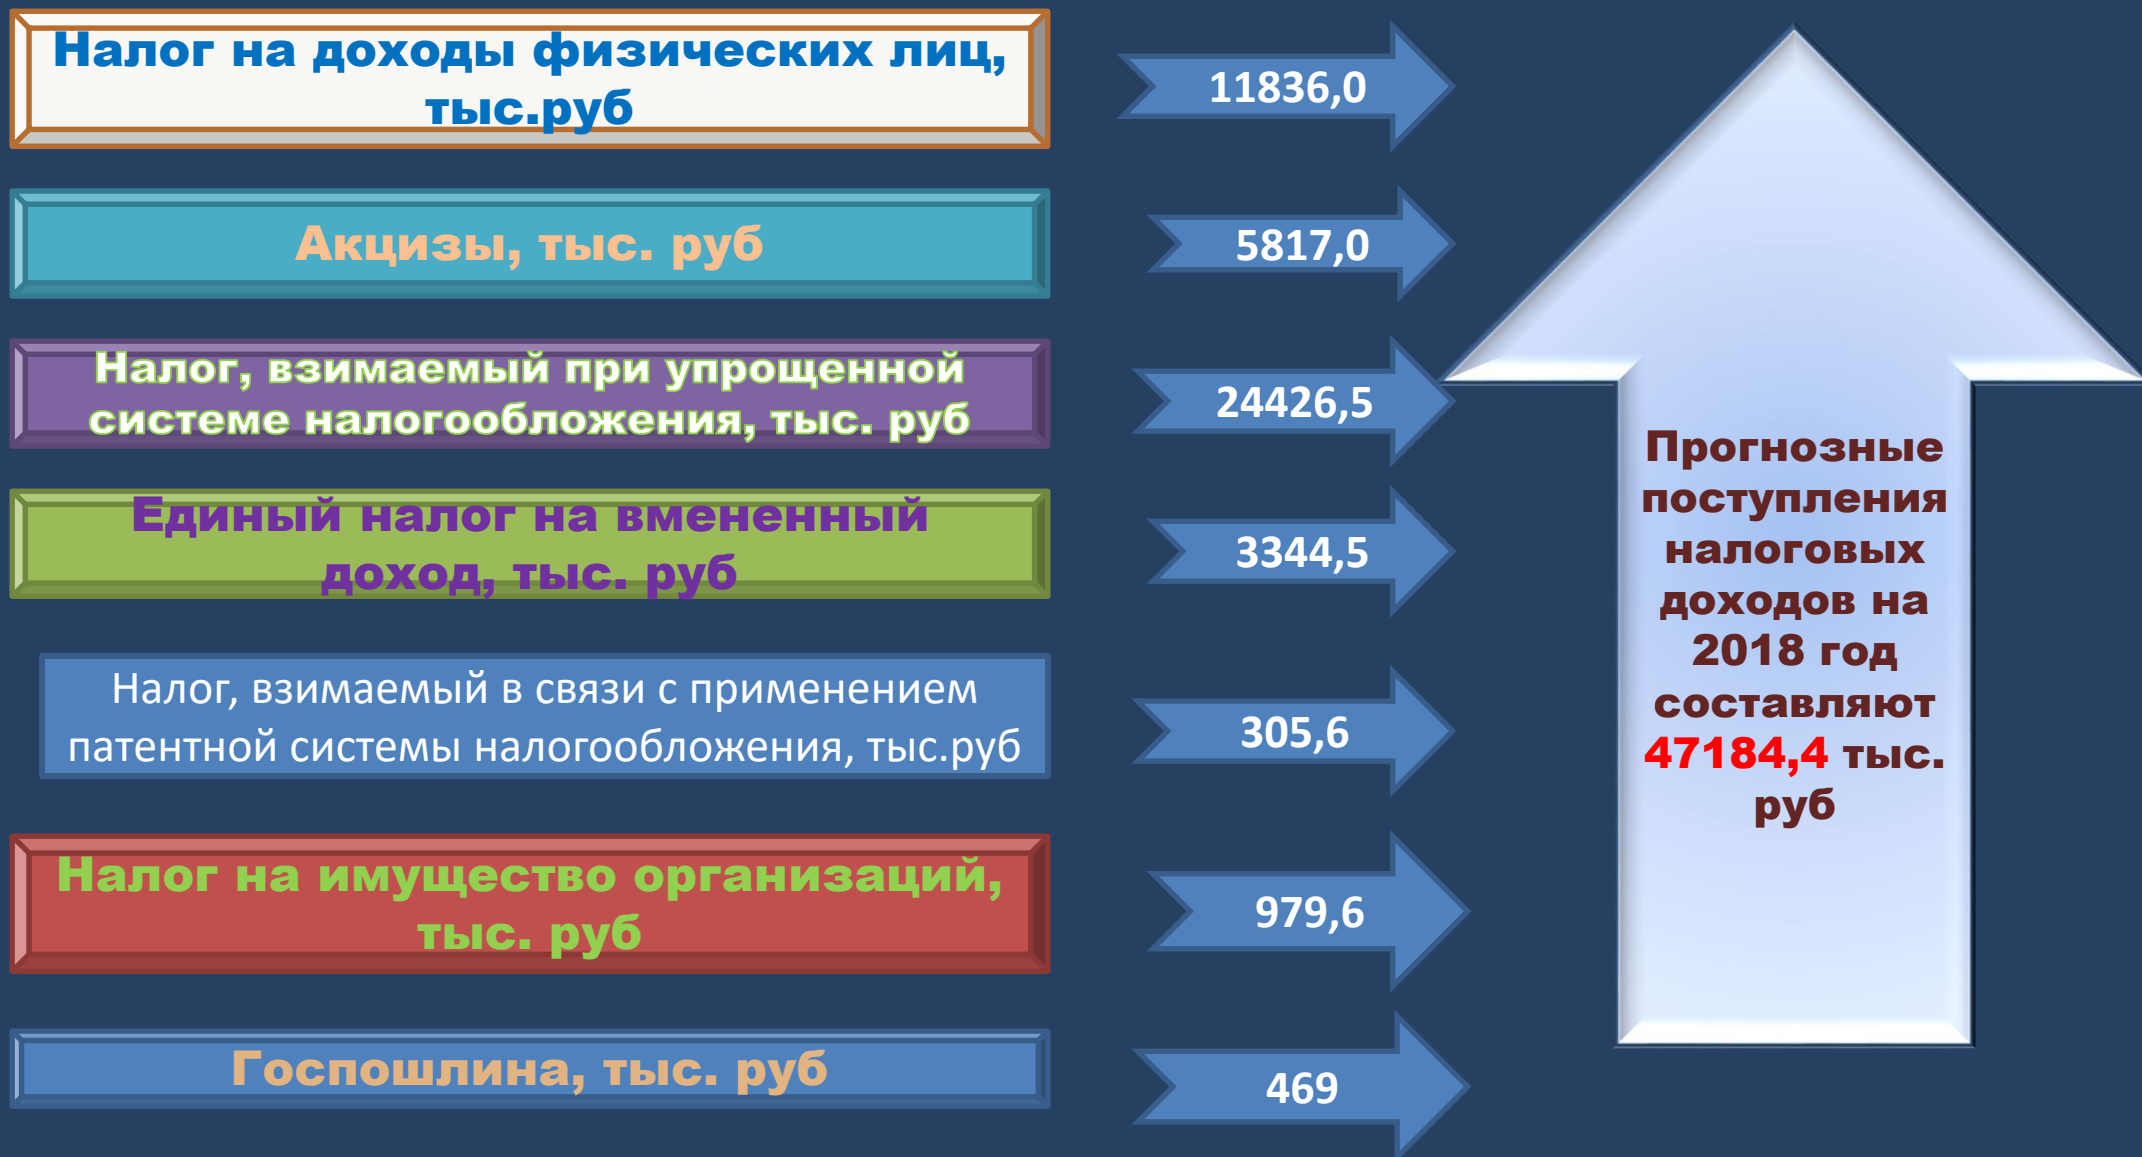 Налог на доходы физических лиц,
тыс.руб
11836,0
Акцизы, тыс. руб
5817,0
Налог, взимаемый при упрощенной
системе налогообложения, тыс. руб
24426,5
Единый налог на вмененный
доход, тыс. руб
3344,5
Налог, взимаемый в связи с применением
патентной системы налогообложения, тыс.руб
305,6
Налог на имущество организаций,
тыс. руб
979,6
Госпошлина, тыс. руб
469
Прогнозные
поступления
налоговых
доходов на
2018 год
составляют
47184,4 тыс.
руб